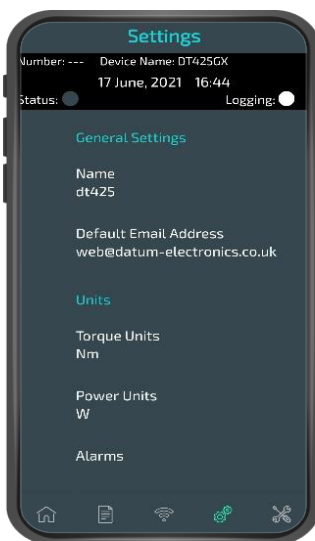 Settings
Number: --- Device Name: DT425GX
17 June, 2021 16:44
Status: Logging:
General Settings
Name
dt425
Default Email Address
web@datum-electronics.co.uk
Units
Torque Units
Nm
Power Units
W
Alarms